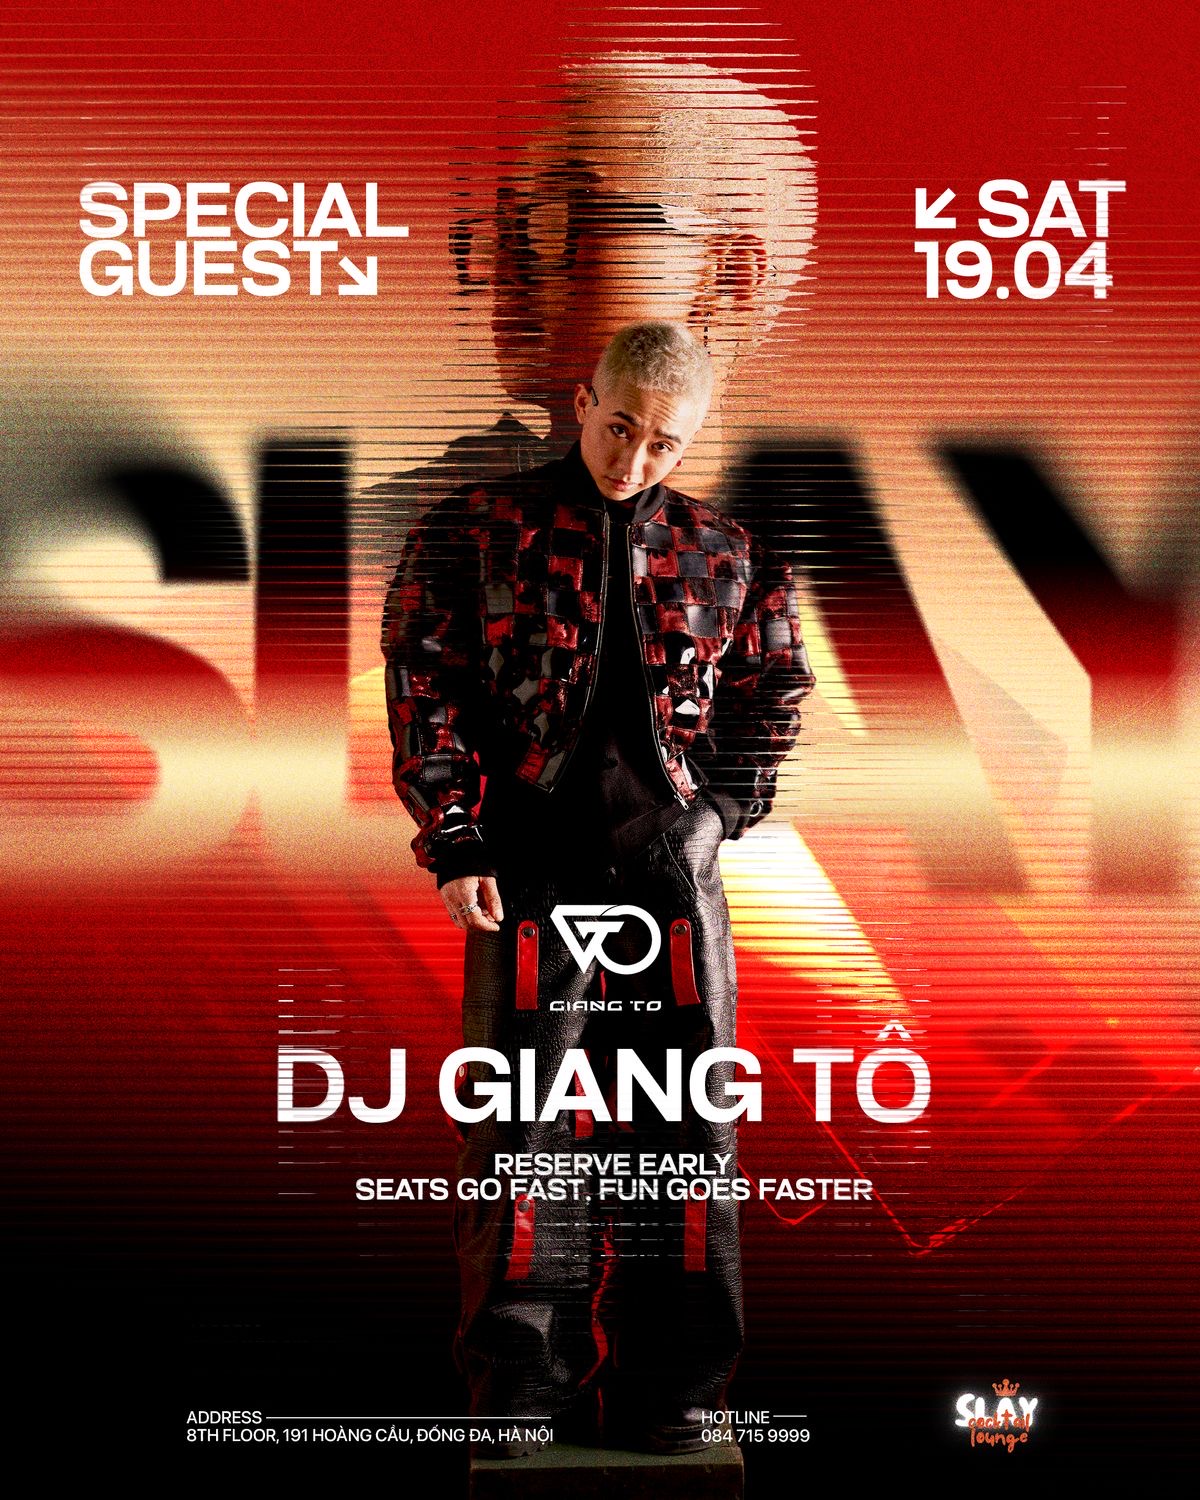 SPECIAL
GUEST↘
↙ SAT
19.04
SLAY
GIANG TO
DJ GIANG TÔ
RESERVE EARLY
SEATS GO FAST, FUN GOES FASTER
ADDRESS
8TH FLOOR, 191 HOÀNG CẦU, ĐỐNG ĐA, HÀ NỘI
HOTLINE
084 715 9999
SLAY
cocktail
lounge